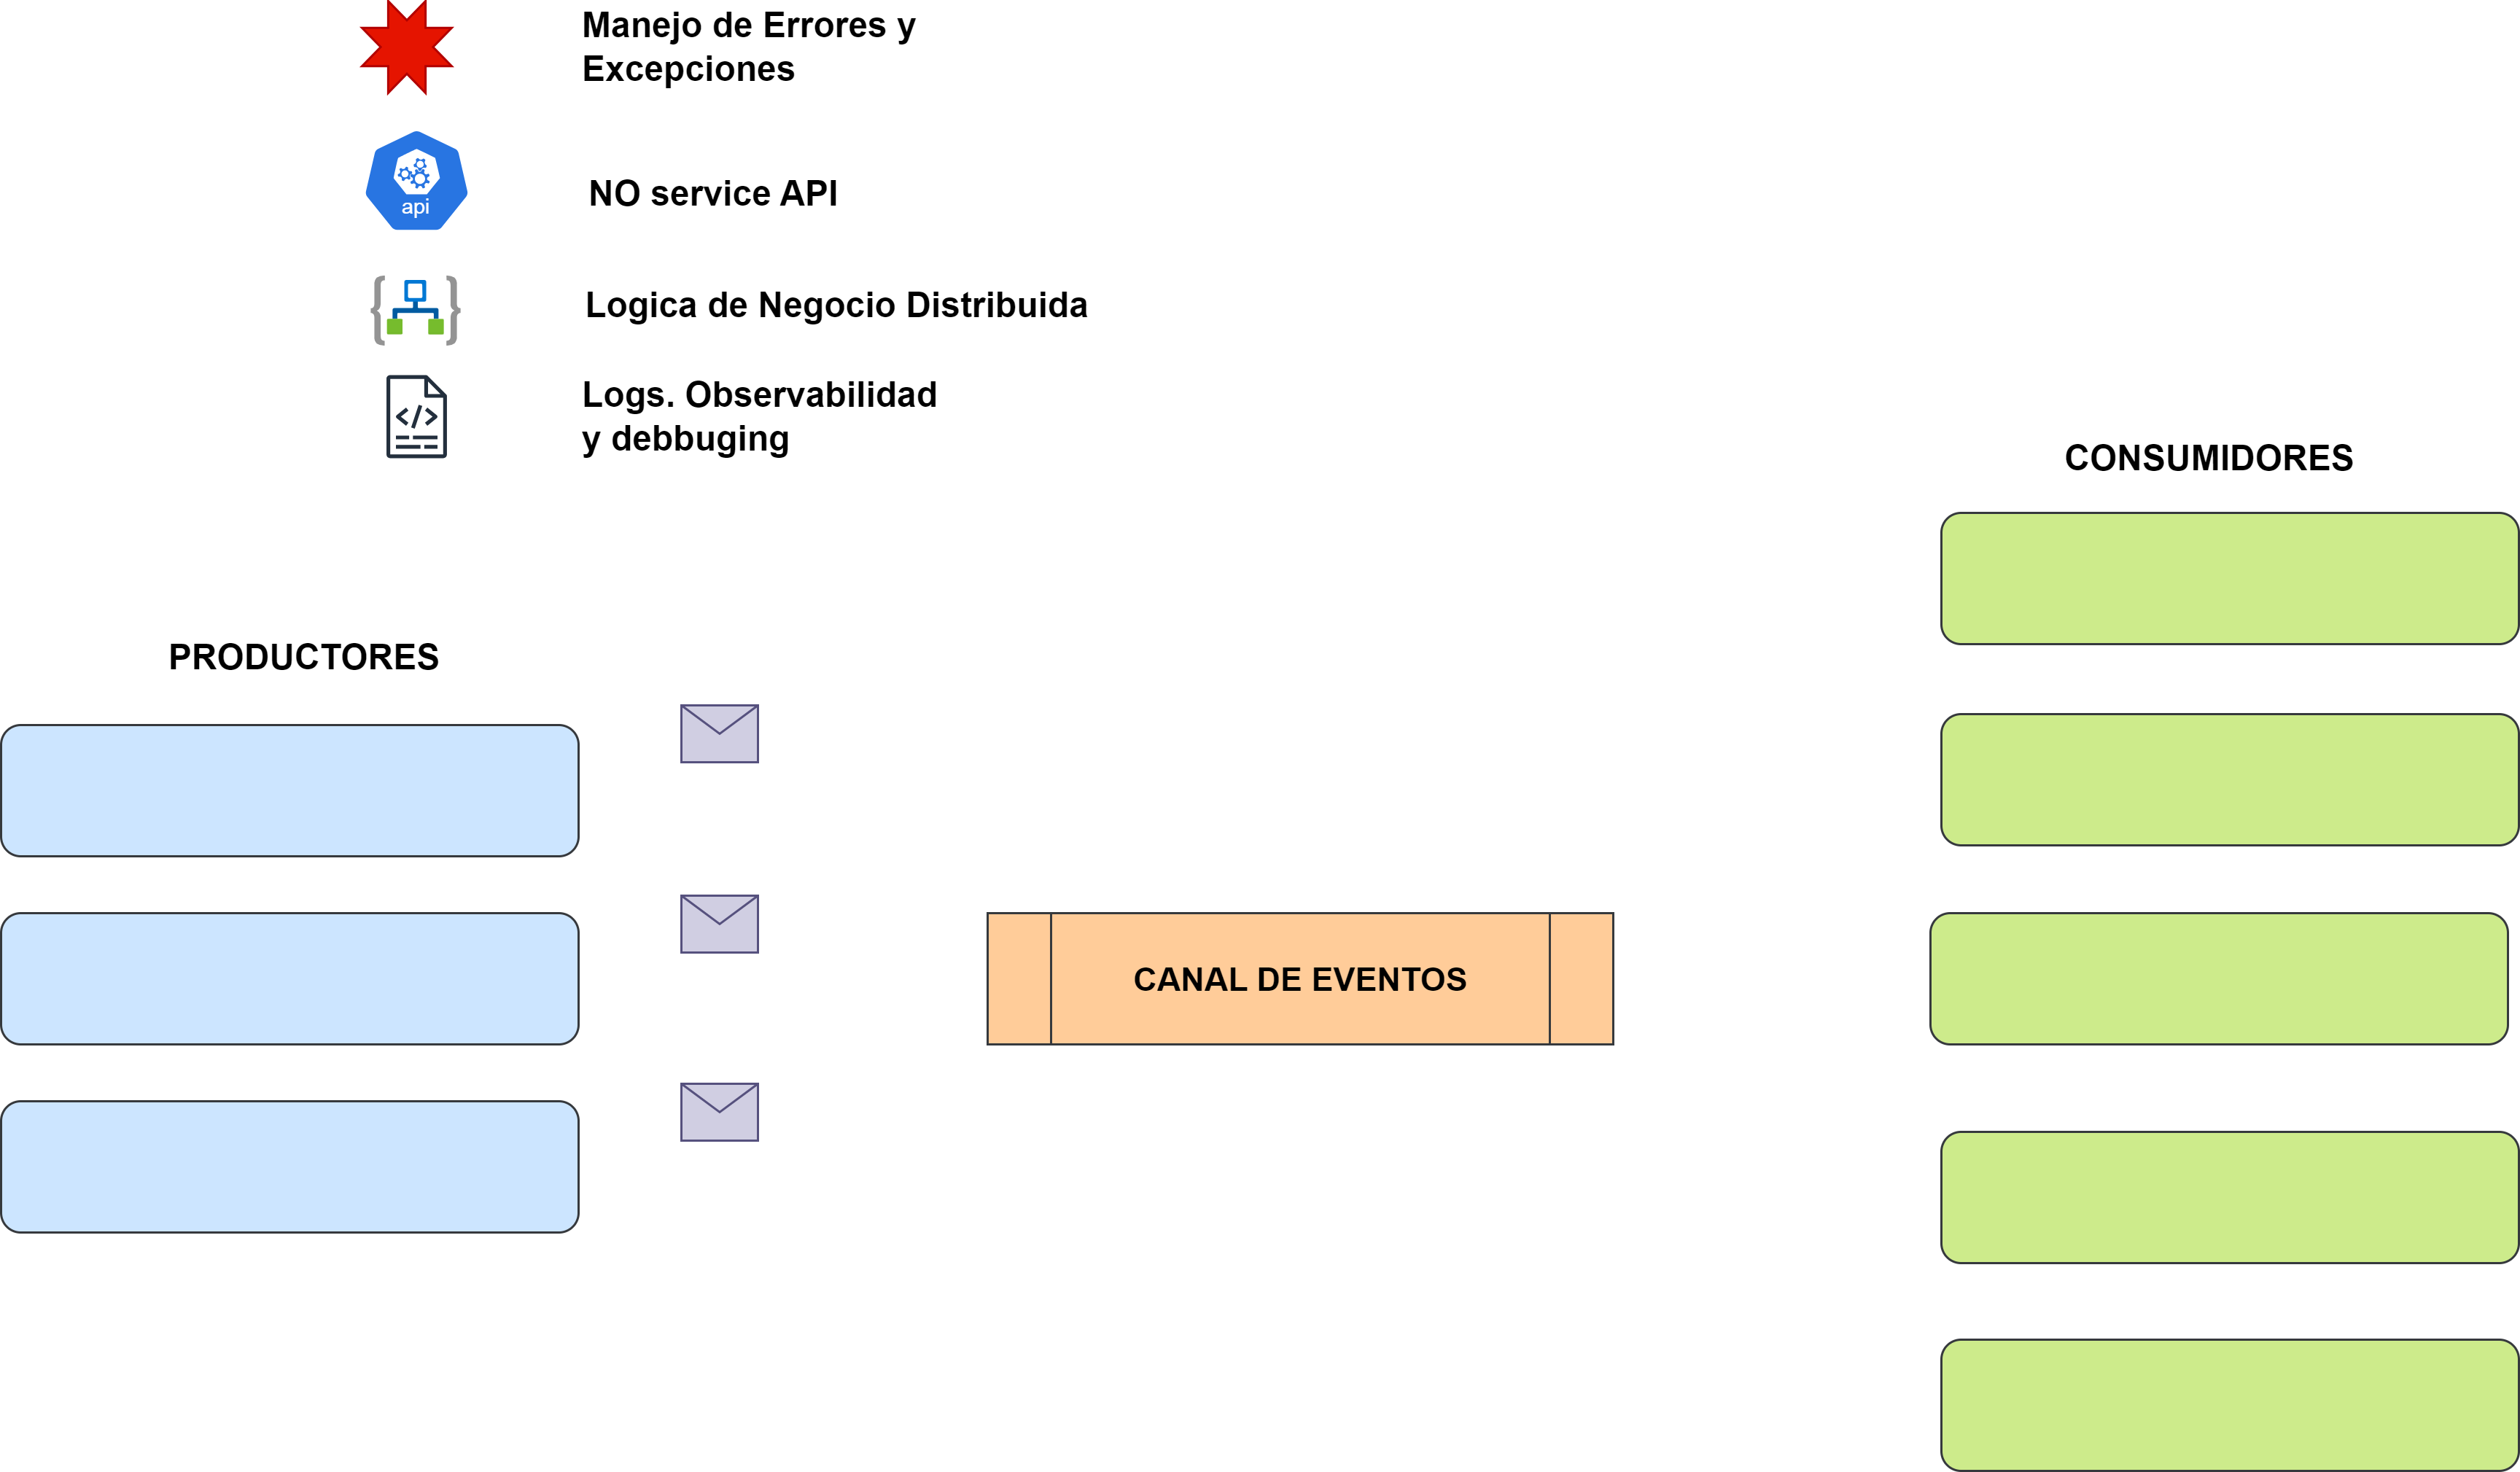 Manejo de Errores y
Excepciones
api
NO service API
Logica de Negocio Distribuida
Logs. Observabilidad
y debbuging
CONSUMIDORES
PRODUCTORES
CANAL DE EVENTOS